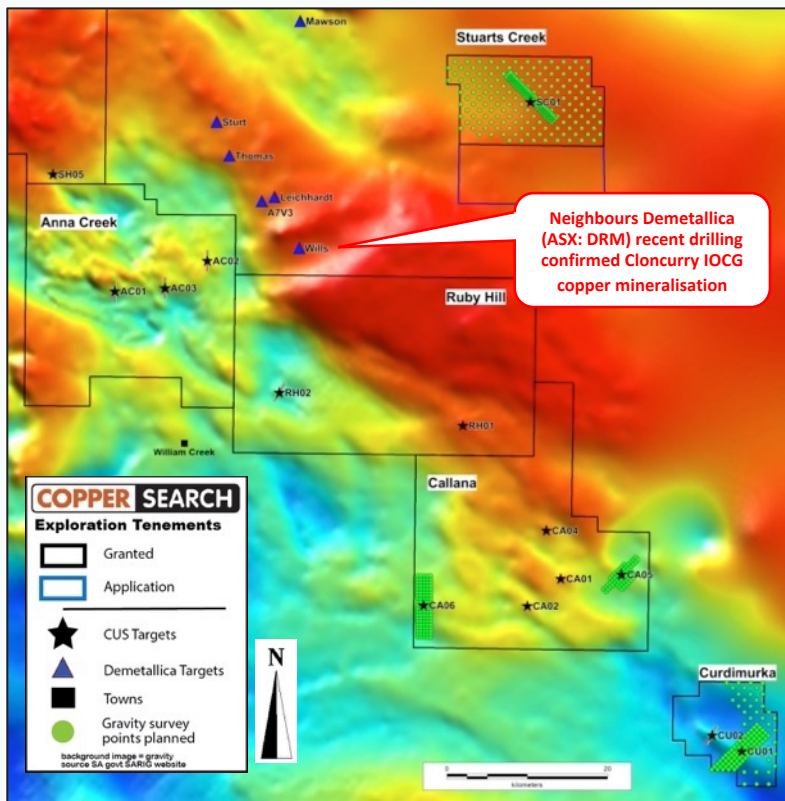 Mawson
Stuarts Creek
SC01
Sturt
Thomas
SH05
Leichhardt
A7V3
Anna Creek
Wills
Neighbours Demetallica
(ASX: DRM) recent drilling
confirmed Cloncurry IOCG
copper mineralisation
AC02
AC01
AC03
Ruby Hill
RH02
RH01
William Creek
Callana
CA04
CA01
CA05
CA02
CA06
Curdimurka
CU02
CU01
COPPER SEARCH
Exploration Tenements
Granted
Application
CUS Targets
Demetallica Targets
Towns
Gravity survey
points planned
background image = gravity
source SA govt SARIG website
N
0
20
kilometers